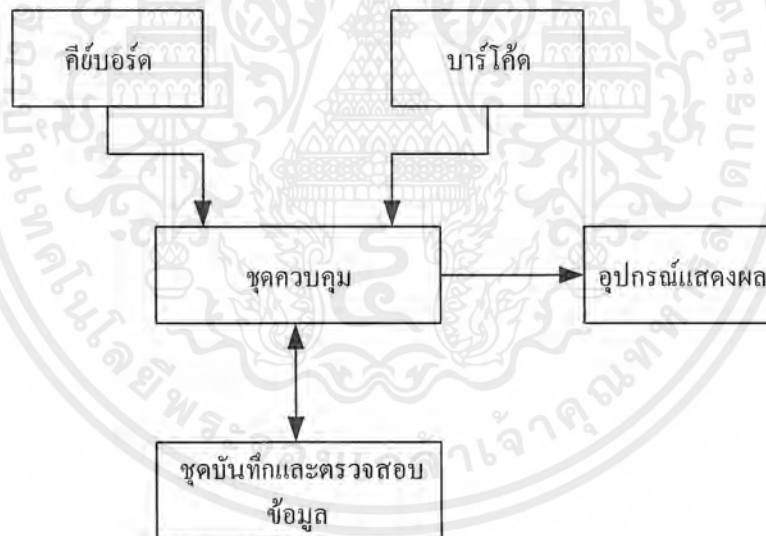 คีย์บอร์ด
บาร์โค้ด
ชุดควบคุม
อุปกรณ์แสดงผล
ชุดบันทึกและตรวจสอบ
ข้อมูล